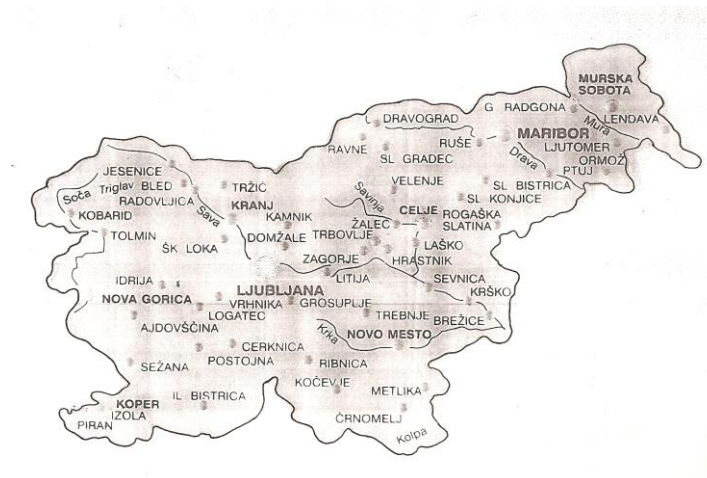 MURSKA
SOBOTA
G RADGONA
LENDAVA
Mura
DRAVOGRAD
MARIBOR
RAVNE
RUŠE
LJUTOMER
SL GRADEC
Drava
ORMOŽ
PTUJ
JESENICE
VELENJE
SL BISTRICA
Soča
Triglav
BLED
TRŽIČ
RADOVLJICA
Savinja
SL KONJICE
KOBARID
Sava
KRANJ
CELJE
ROGAŠKA
SLATINA
KAMNIK
ŽALEC
TOLMIN
DOMŽALE
TRBOVLJE
LAŠKO
ŠK LOKA
ZAGORJE
HRASTNIK
IDRIJA
LITIJA
SEVNICA
LJUBLJANA
KRŠKO
NOVA GORICA
VRHNIKA
GROSUPLJE
LOGATEC
TREBNJE
BREŽICE
AJDOVŠČINA
Krka
NOVO MESTO
CERKNICA
SEŽANA
POSTOJNA
RIBNICA
KOČEVJE
METLIKA
IL BISTRICA
KOPER
IZOLA
ČRNOMELJ
PIRAN
Kolpa